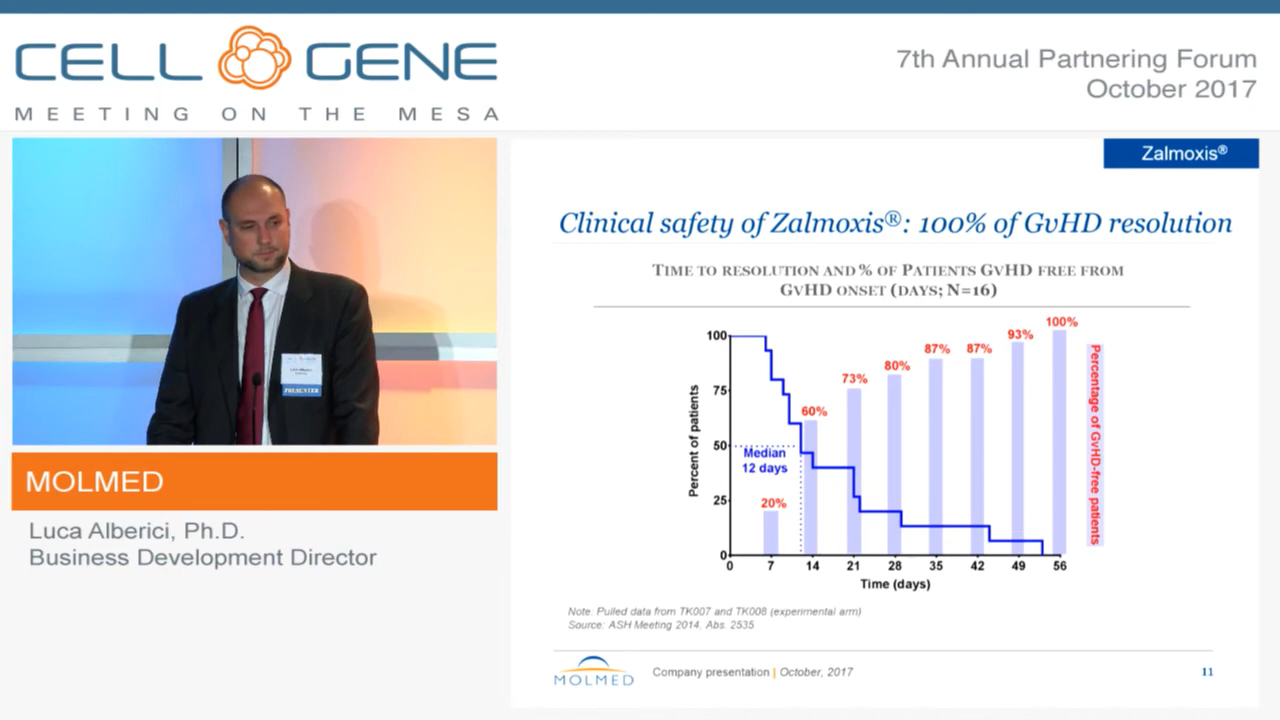 CELL GENE
MEETING ON THE MESA
7th Annual Partnering Forum
October 2017
PRESENTER
MOLMED
Luca Alberici, Ph.D.
Business Development Director
Zalmoxis®
Clinical safety of Zalmoxis®: 100% of GvHD resolution
TIME TO RESOLUTION AND % OF PATIENTS GVHD FREE FROM
GVHD ONSET (DAYS; N=16)
Percent of patients
100
75
50
25
0
Median
12 days
20%
60%
73%
80%
87%
87%
93%
100%
Percentage of GvHD-free patients
0 7 14 21 28 35 42 49 56
Time (days)
Note: Pulled data from TK007 and TK008 (experimental arm)
Source: ASH Meeting 2014. Abs. 2535
MOLMED
Company presentation | October, 2017
11